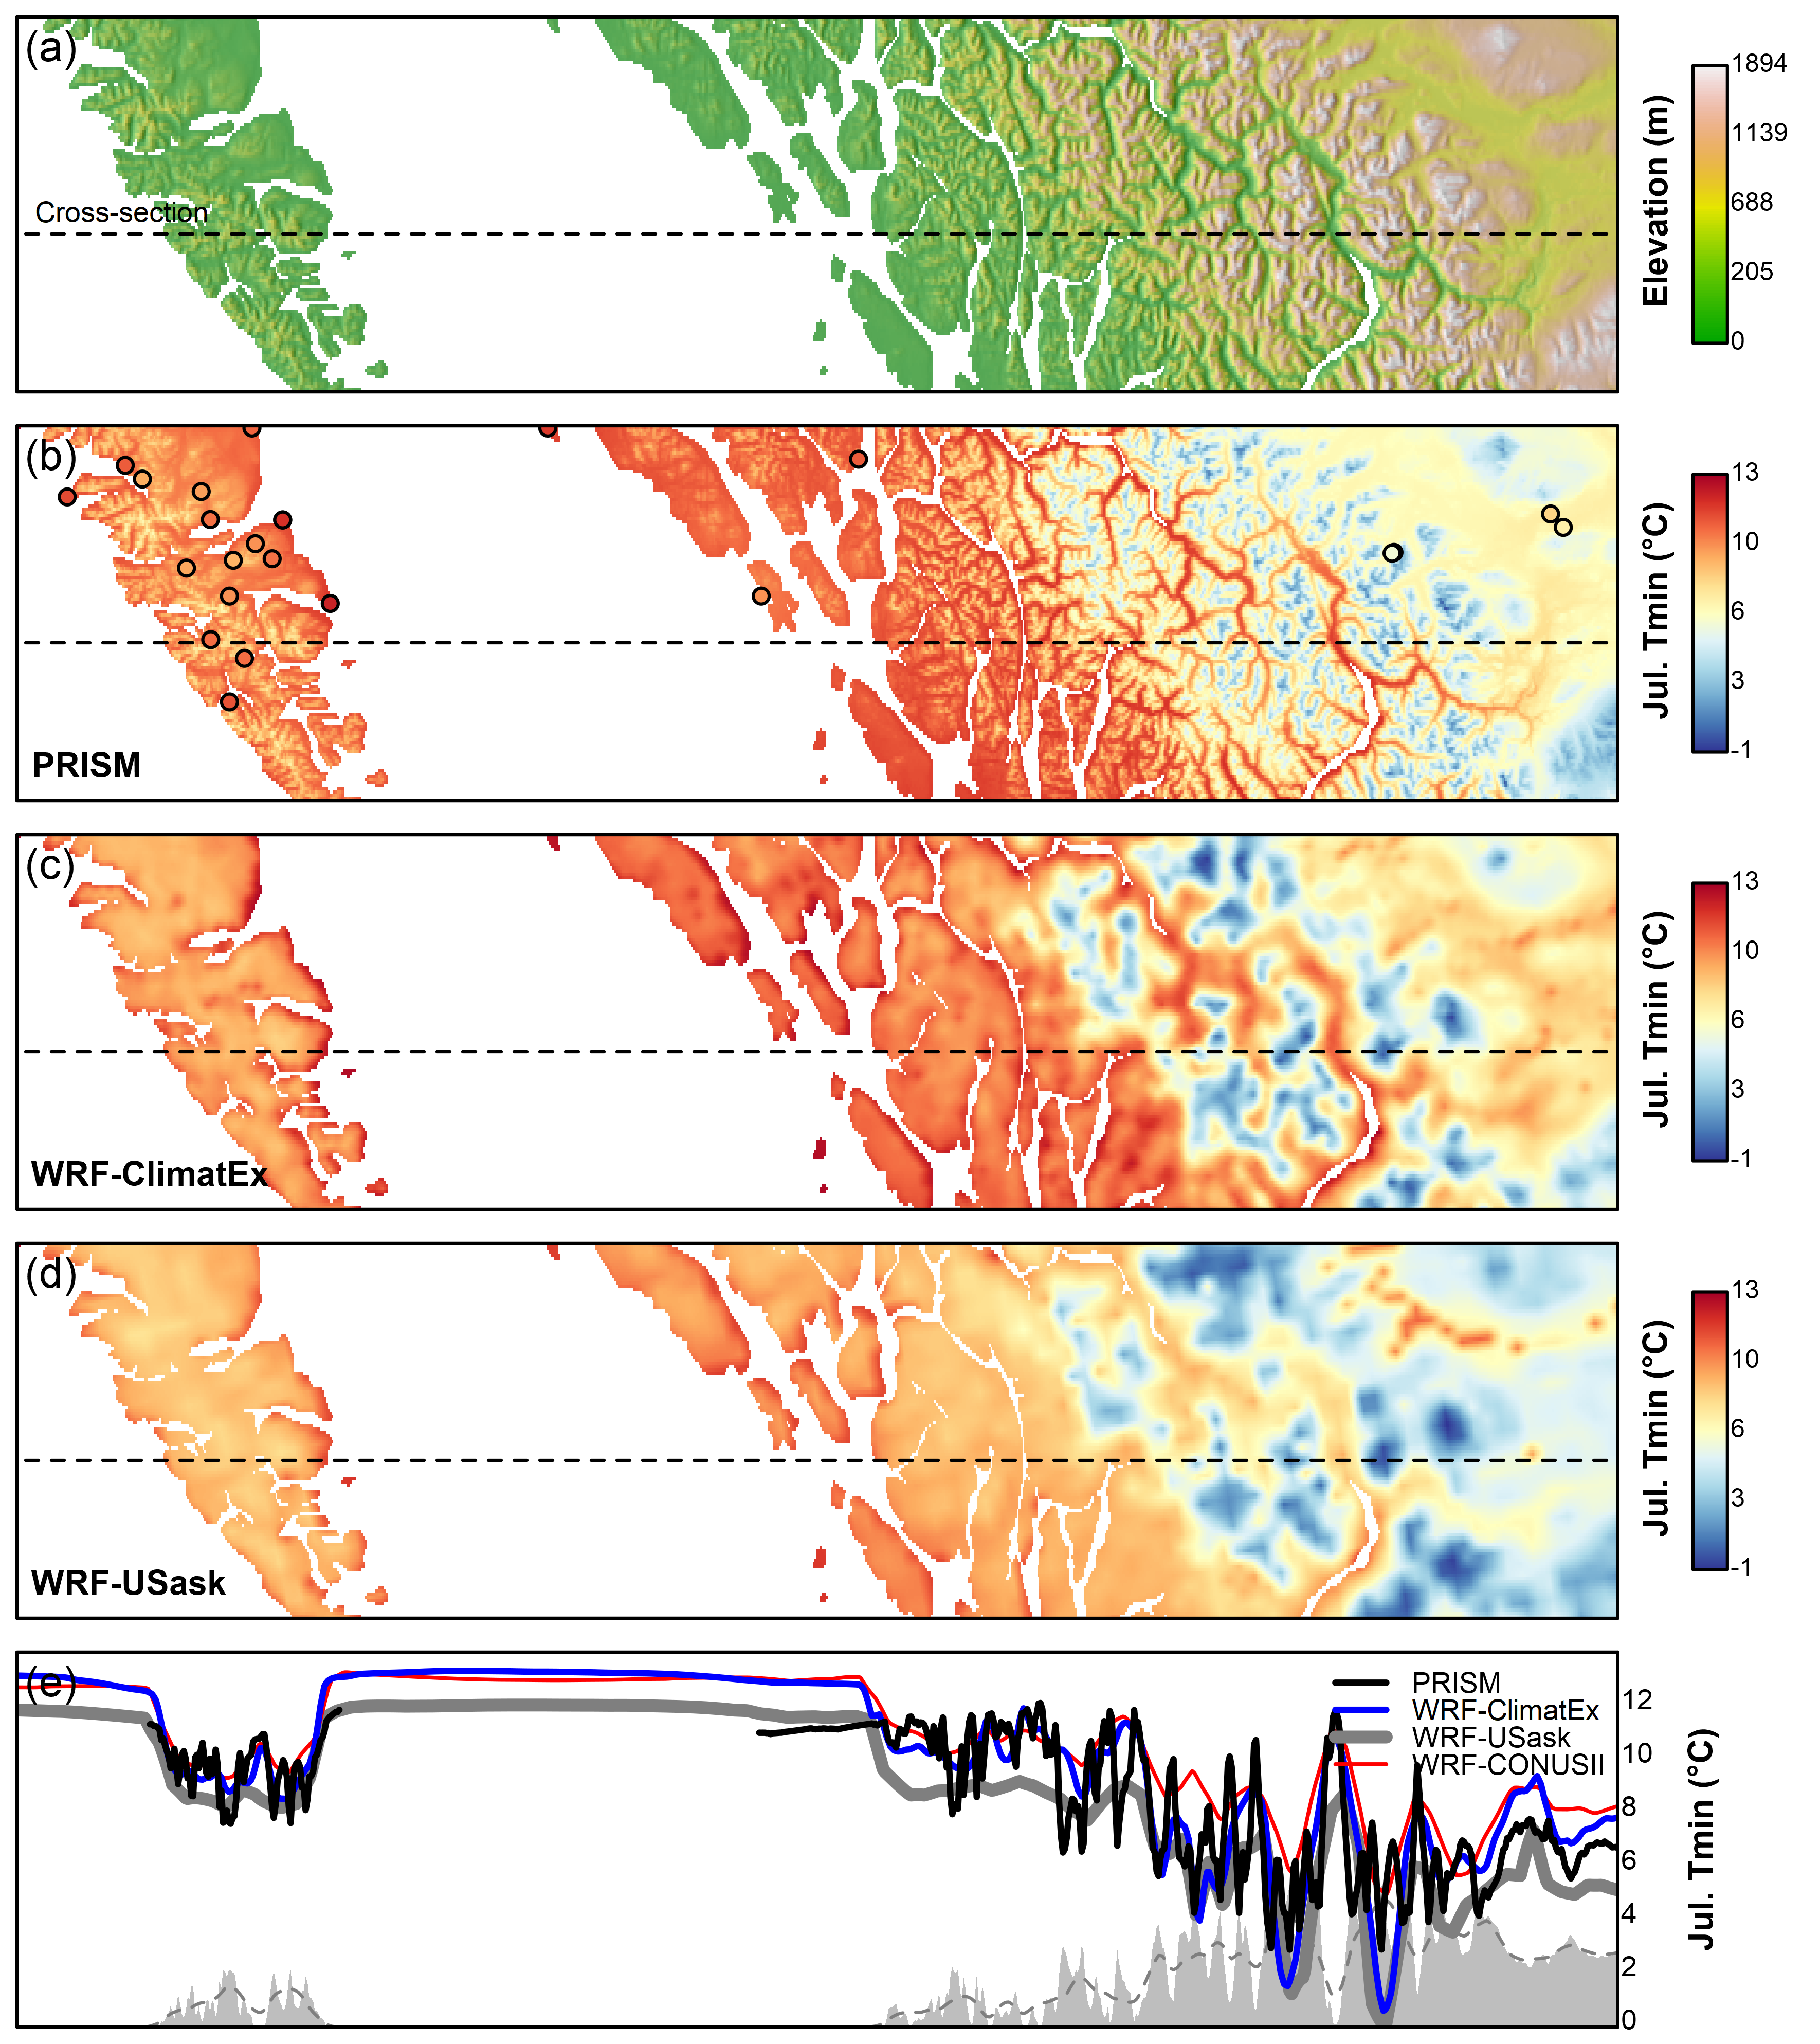 (a)
Cross-section
1894
1139
688
205
0
Elevation (m)
(b)
PRISM
13
10
6
3
-1
Jul. Tmin (°C)
(c)
WRF-ClimatEx
13
10
6
3
-1
Jul. Tmin (°C)
(d)
WRF-USask
13
10
6
3
-1
Jul. Tmin (°C)
(e)
PRISM
WRF-ClimatEx
WRF-USask
WRF-CONUSII
12
10
8
6
4
2
0
Jul. Tmin (°C)